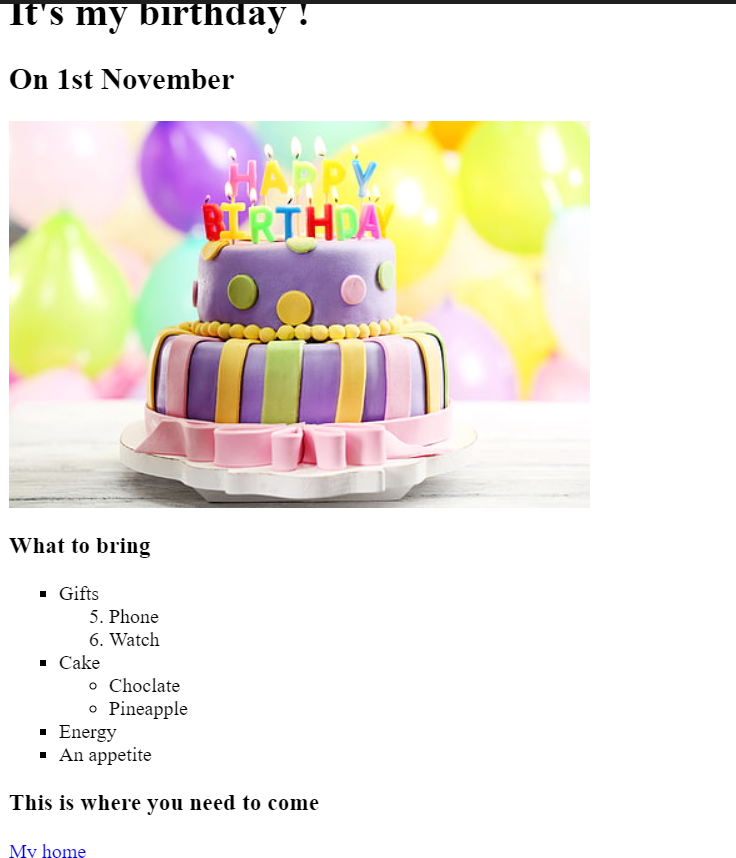 It's my birthday !
On 1st November
HAPPY
BIRTHDAY
What to bring
Gifts
5. Phone
6. Watch
Cake
Choclate
Pineapple
Energy
An appetite
This is where you need to come
My home